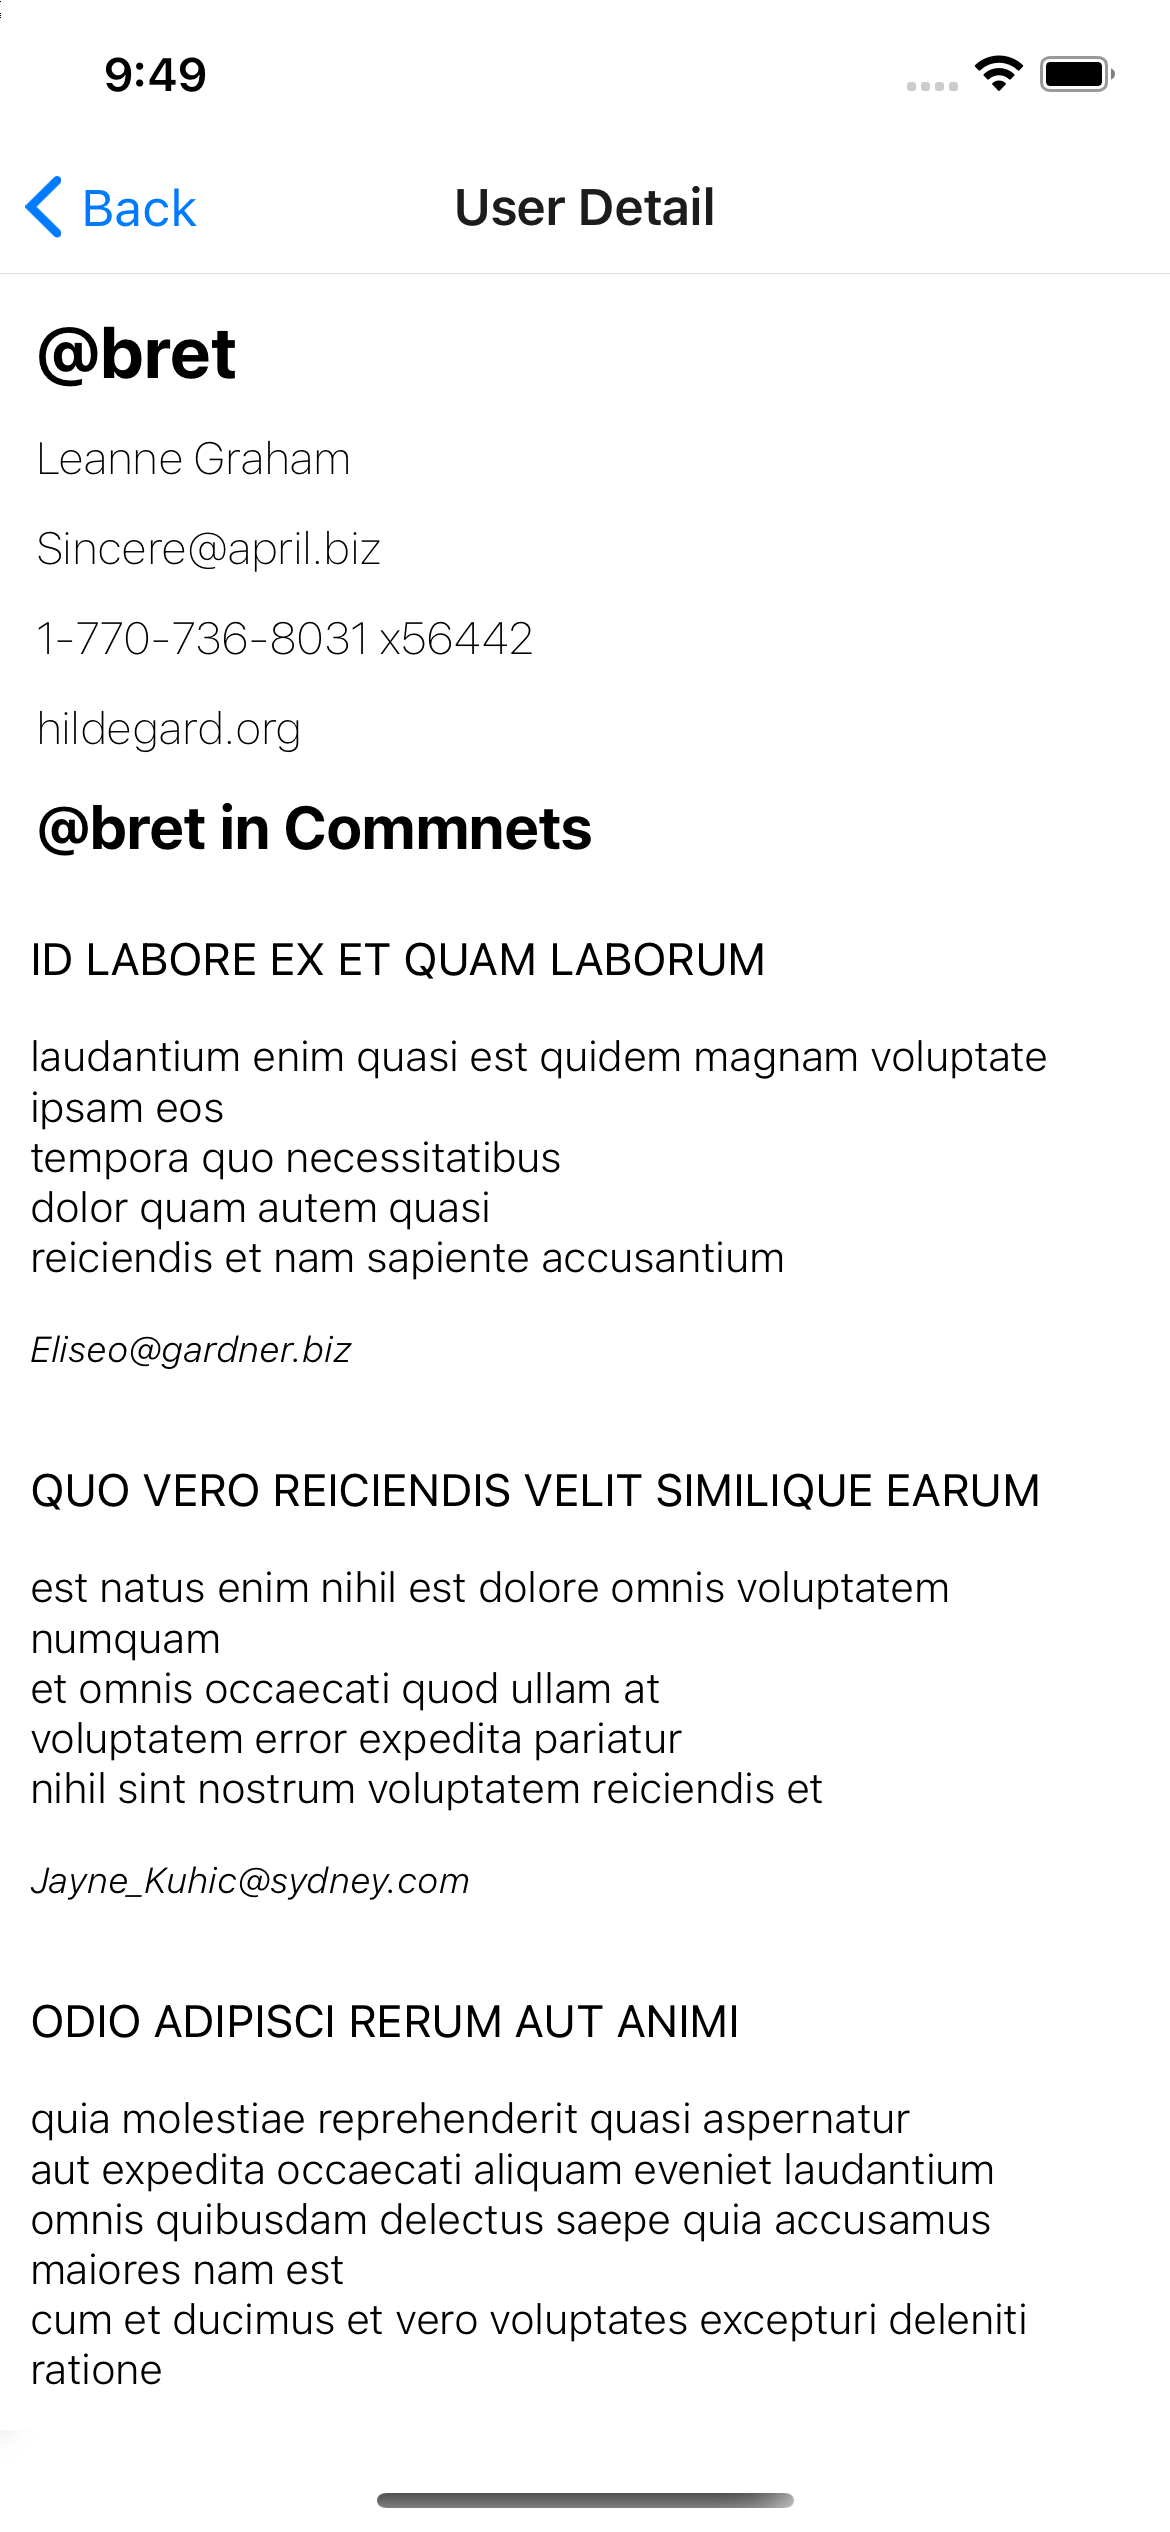 9:49
Back
User Detail
@bret
Leanne Graham
Sincere@april.biz
1-770-736-8031 x56442
hildegard.org
@bret in Commnets
ID LABORE EX ET QUAM LABORUM
laudantium enim quasi est quidem magnam voluptate
ipsam eos
tempora quo necessitatibus
dolor quam autem quasi
reiciendis et nam sapiente accusantium
Eliseo@gardner.biz
QUO VERO REICIENDIS VELIT SIMILIQUE EARUM
est natus enim nihil est dolore omnis voluptatem
numquam
et omnis occaecati quod ullam at
voluptatem error expedita pariatur
nihil sint nostrum voluptatem reiciendis et
Jayne_Kuhic@sydney.com
ODIO ADIPISCI RERUM AUT ANIMI
quia molestiae reprehenderit quasi aspernatur
aut expedita occaecati aliquam eveniet laudantium
omnis quibusdam delectus saepe quia accusamus
maiores nam est
cum et ducimus et vero voluptates excepturi deleniti
ratione